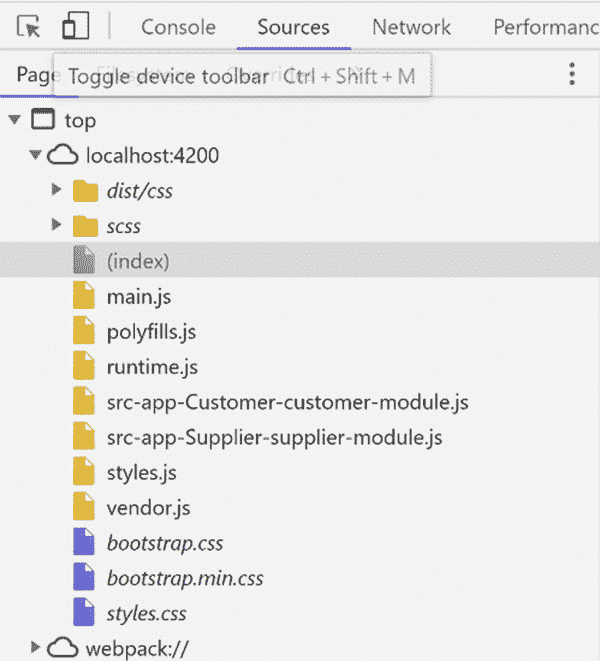 Console Sources Network Performanc
Page
Toggle device toolbar Ctrl + Shift + M
top
localhost:4200
dist/css
scss
(index)
main.js
polyfills.js
runtime.js
src-app-Customer-customer-module.js
src-app-Supplier-supplier-module.js
styles.js
vendor.js
bootstrap.css
bootstrap.min.css
styles.css
webpack://